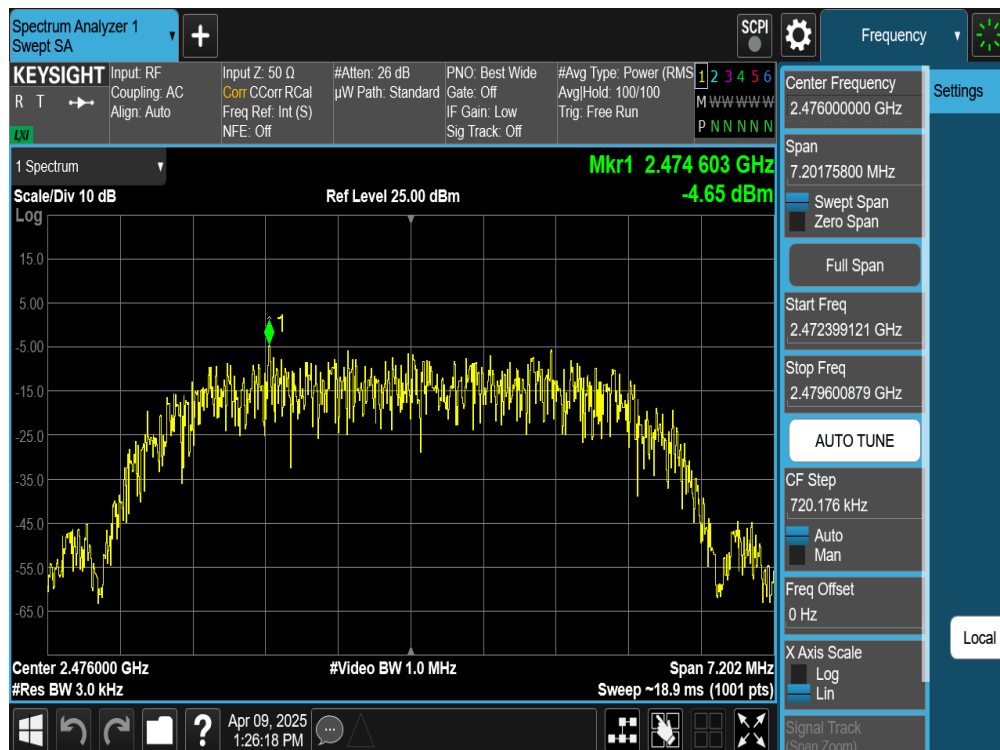 Spectrum Analyzer 1
Swept SA
+
SCPI
Frequency
KEYSIGHT
R T
LXI
Input: RF
Coupling: AC
Align: Auto
Input Z: 50 Ω
Corr CCorr RCal
Freq Ref: Int (S)
NFE: Off
#Atten: 26 dB
µW Path: Standard
PNO: Best Wide
Gate: Off
IF Gain: Low
Sig Track: Off
#Avg Type: Power (RMS
Avg|Hold: 100/100
Trig: Free Run
1 2 3 4 5 6
M W W W W W
P N N N N N
1 Spectrum
Mkr1 2.474 603 GHz
-4.65 dBm
Scale/Div 10 dB
Ref Level 25.00 dBm
Log
15.0
5.00
-5.00
-15.0
-25.0
-35.0
-45.0
-55.0
-65.0
1
Center 2.476000 GHz
#Video BW 1.0 MHz
Span 7.202 MHz
#Res BW 3.0 kHz
Sweep ~18.9 ms (1001 pts)
?
Apr 09, 2025
1:26:18 PM
Center Frequency
2.476000000 GHz
Span
7.20175800 MHz
Swept Span
Zero Span
Full Span
Start Freq
2.472399121 GHz
Stop Freq
2.479600879 GHz
AUTO TUNE
CF Step
720.176 kHz
Auto
Man
Freq Offset
0 Hz
X Axis Scale
Log
Lin
Signal Track
(Span Zoom)
Settings
Local